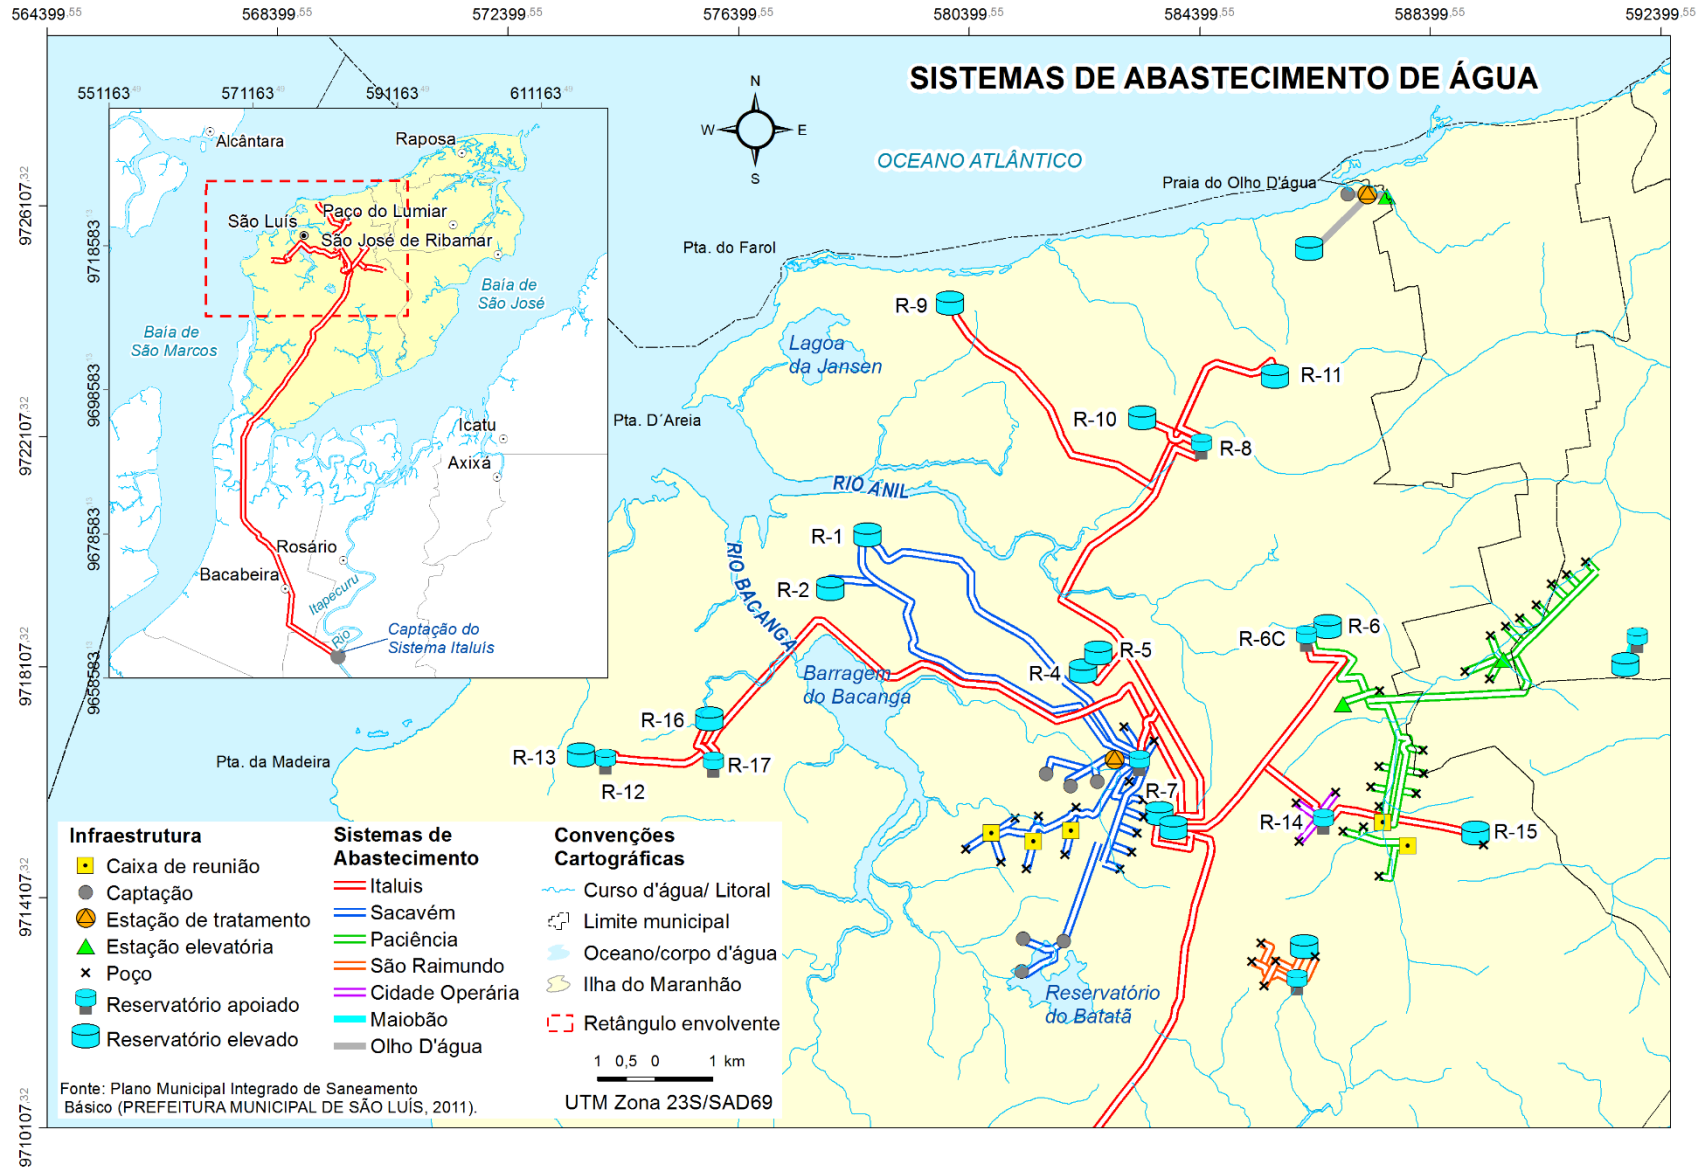 564399,55 568399,55 572399,55 576399,55 580399,55 584399,55 588399,55 592399,55
SISTEMAS DE ABASTECIMENTO DE ÁGUA
551163,49 571163,49 591163,49 611163,49
N
W E
S
Alcântara
Raposa
Paço do Lumiar
São Luís
São José de Ribamar
Baía de
São José
Baía de
São Marcos
Icatu
Axixá
Rosário
Bacabeira
Itapecuru
Rio
Captação do
Sistema Italuís
9718583,13
9698583,13
9678583,13
9658583,13
9726107,32
9722107,32
9718107,32
9714107,32
9710107,32
OCEANO ATLÂNTICO
Praia do Olho D'água
Pta. do Farol
R-9
Lagoa
da Jansen
R-11
R-10
Pta. D´Areia
R-8
RIO ANIL
R-1
RIO BACANGA
R-2
R-6
R-6C
R-5
R-4
Barragem
do Bacanga
R-16
R-13
R-17
Pta. da Madeira
R-12
R-7
R-14
R-15
Reservatório
do Batatã
Infraestrutura
Caixa de reunião
Captação
Estação de tratamento
Estação elevatória
Poço
Reservatório apoiado
Reservatório elevado
Sistemas de
Abastecimento
Italuis
Sacavém
Paciência
São Raimundo
Cidade Operária
Maiobão
Olho D'água
Convenções
Cartográficas
Curso d'água/ Litoral
Limite municipal
Oceano/corpo d'água
Ilha do Maranhão
Retângulo envolvente
1 0,5 0 1 km
UTM Zona 23S/SAD69
Fonte: Plano Municipal Integrado de Saneamento
Básico (PREFEITURA MUNICIPAL DE SÃO LUÍS, 2011).